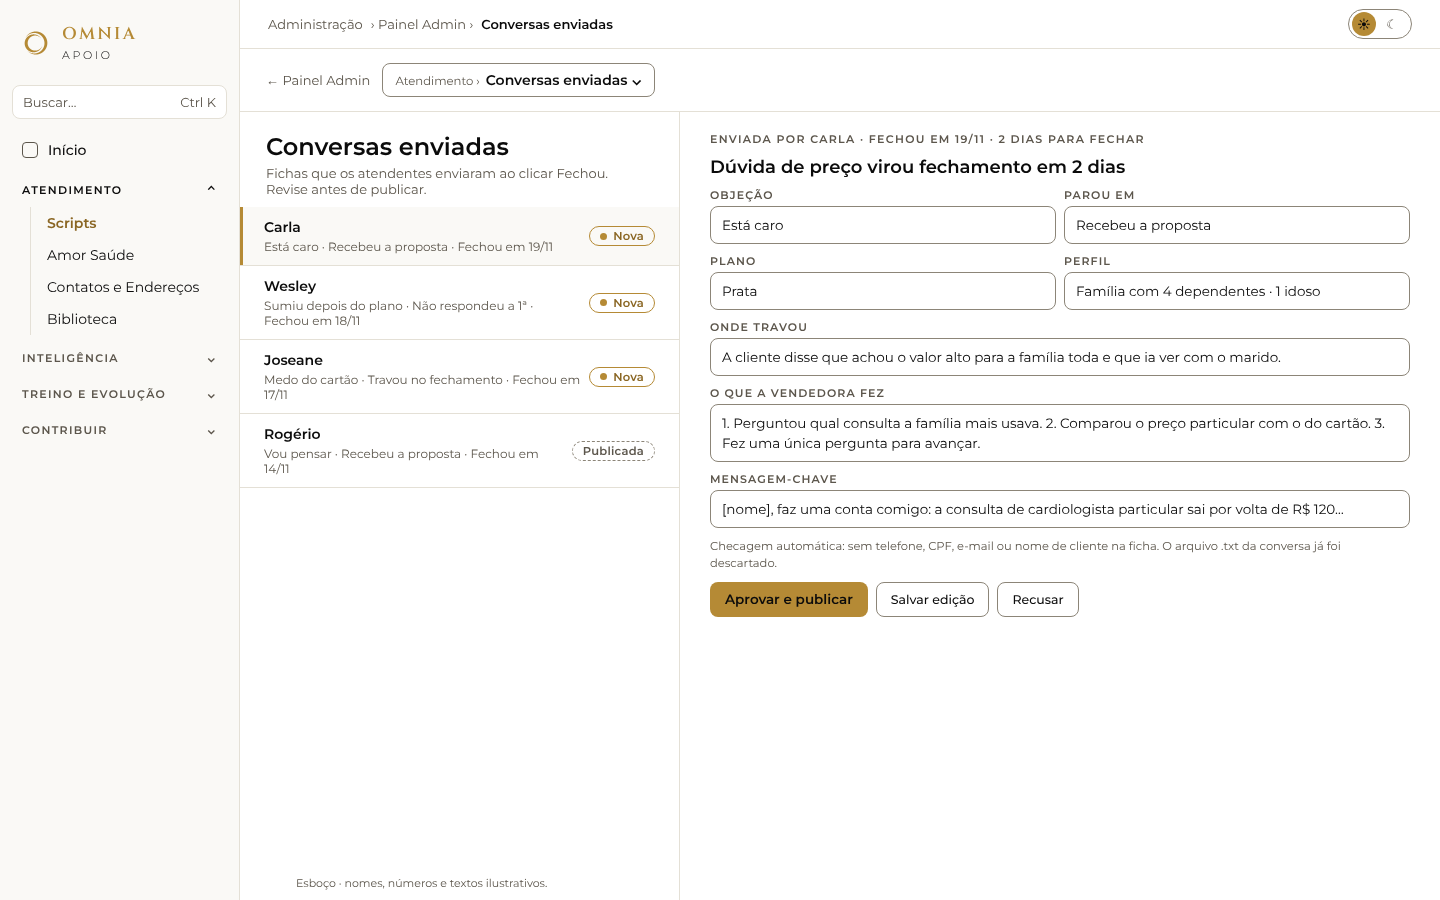 OMNIA
APOIO
Buscar...
Ctrl K
Início
ATENDIMENTO
Scripts
Amor Saúde
Contatos e Endereços
Biblioteca
INTELIGÊNCIA
TREINO E EVOLUÇÃO
CONTRIBUIR
Administração › Painel Admin › Conversas enviadas
← Painel Admin
Atendimento › Conversas enviadas
Conversas enviadas
Fichas que os atendentes enviaram ao clicar Fechou.
Revise antes de publicar.
Carla
Está caro · Recebeu a proposta · Fechou em 19/11
Nova
Wesley
Sumiu depois do plano · Não respondeu a 1ª ·
Fechou em 18/11
Nova
Joseane
Medo do cartão · Travou no fechamento · Fechou em
17/11
Nova
Rogério
Vou pensar · Recebeu a proposta · Fechou em
14/11
Publicada
Esboço · nomes, números e textos ilustrativos.
ENVIADA POR CARLA · FECHOU EM 19/11 · 2 DIAS PARA FECHAR
Dúvida de preço virou fechamento em 2 dias
OBJEÇÃO
Está caro
PAROU EM
Recebeu a proposta
PLANO
Prata
PERFIL
Família com 4 dependentes · 1 idoso
ONDE TRAVOU
A cliente disse que achou o valor alto para a família toda e que ia ver com o marido.
O QUE A VENDEDORA FEZ
1. Perguntou qual consulta a família mais usava. 2. Comparou o preço particular com o do cartão. 3.
Fez uma única pergunta para avançar.
MENSAGEM-CHAVE
[nome], faz uma conta comigo: a consulta de cardiologista particular sai por volta de R$ 120...
Checagem automática: sem telefone, CPF, e-mail ou nome de cliente na ficha. O arquivo .txt da conversa já foi
descartado.
Aprovar e publicar
Salvar edição
Recusar